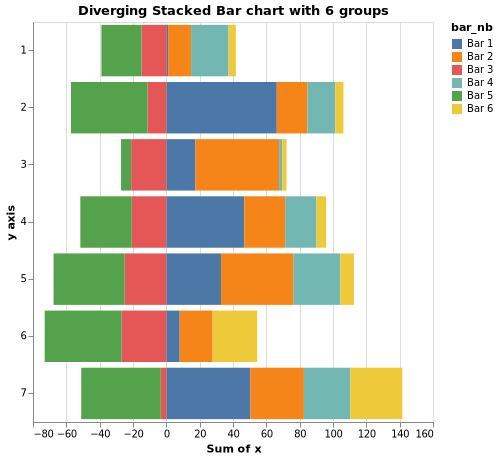 Diverging Stacked Bar chart with 6 groups
bar_nb
Bar 1
Bar 2
Bar 3
Bar 4
Bar 5
Bar 6
y axis
1
2
3
4
5
6
7
−80 −60 −40 −20 0 20 40 60 80 100 120 140 160
Sum of x